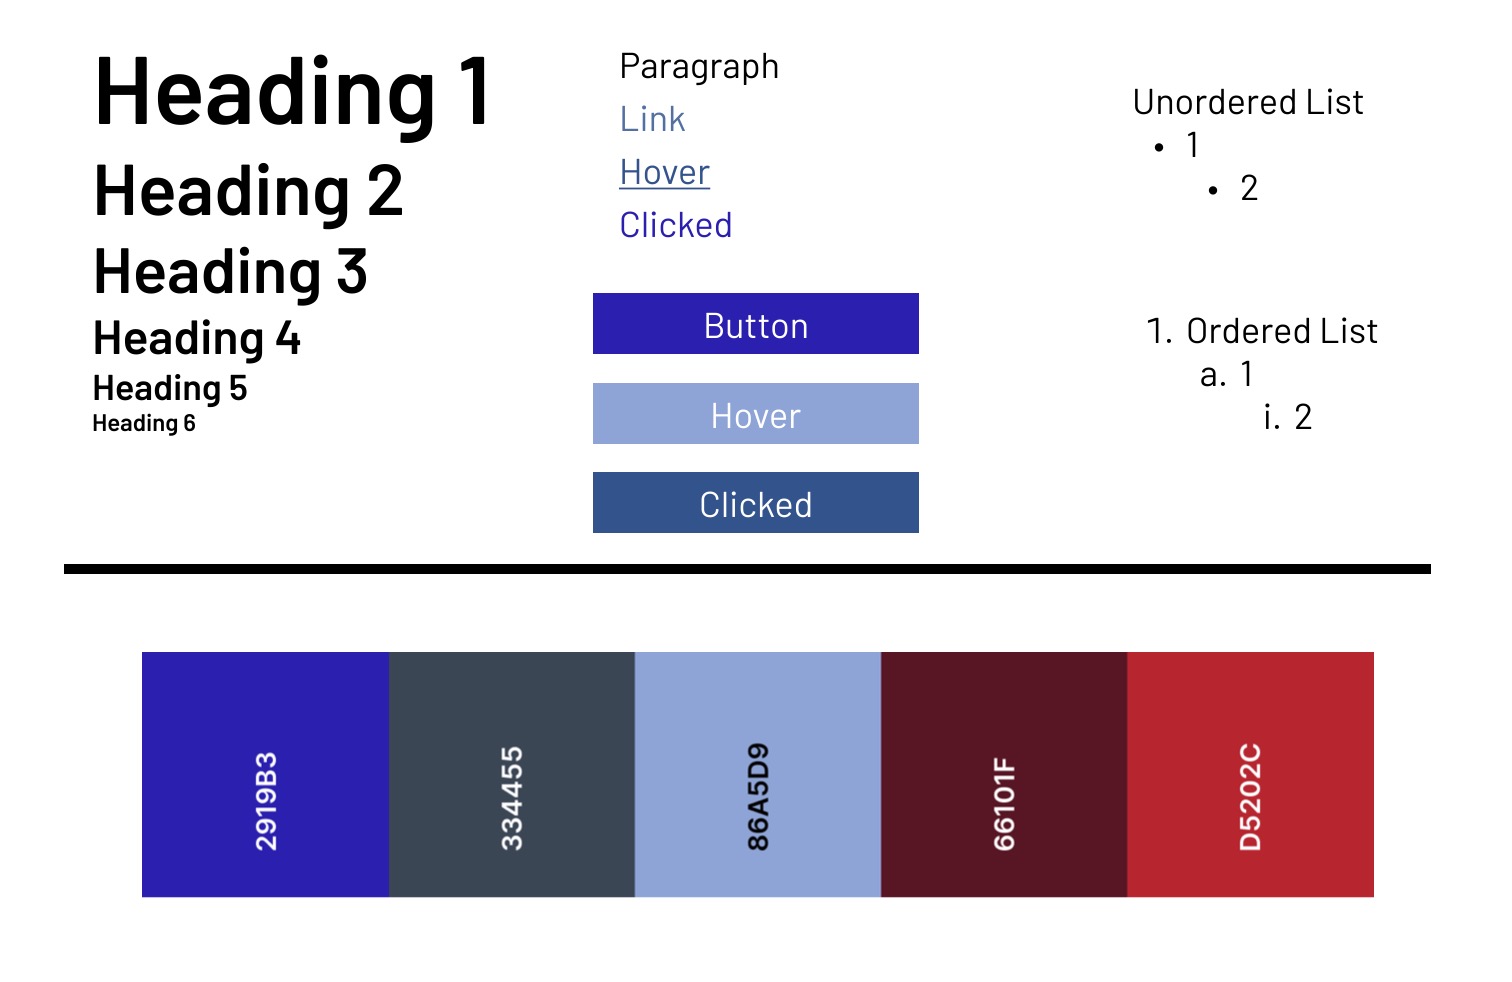 Heading 1
Heading 2
Heading 3
Heading 4
Heading 5
Heading 6
Paragraph
Link
Hover
Clicked
Button
Hover
Clicked
Unordered List
• 1
• 2
1. Ordered List
a. 1
i. 2
2919B3
334455
86A5D9
66101F
D5202C